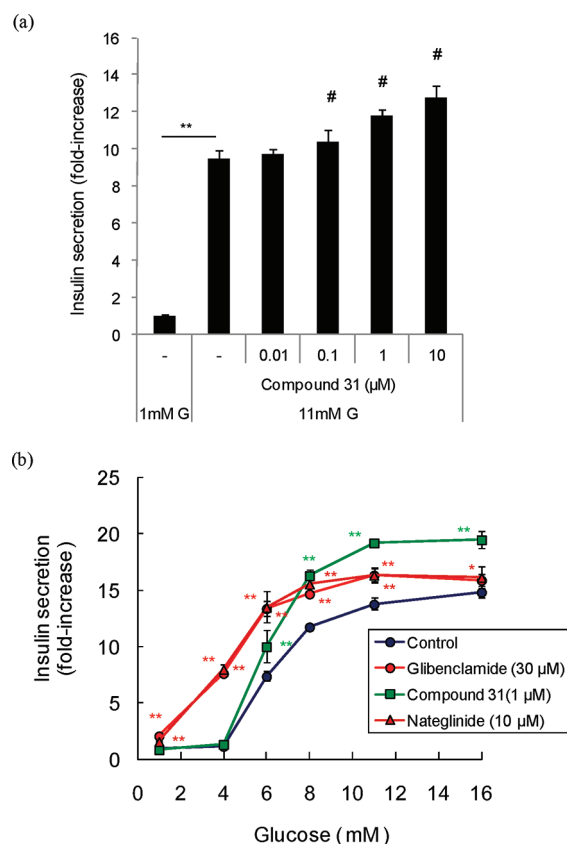 (a)
Insulin secretion (fold-increase)
16
14
12
10
8
6
4
2
0
**
#
#
#
- - 0.01 0.1 1 10
Compound 31 (μM)
1mM G 11mM G
(b)
Insulin secretion
(fold-increase)
25
20
15
10
5
0
** ** **
** ** ** *
** ** ** **
** ** **
**
**
Control
Glibenclamide (30 μM)
Compound 31(1 μM)
Nateglinide (10 μM)
0 2 4 6 8 10 12 14 16
Glucose (mM)